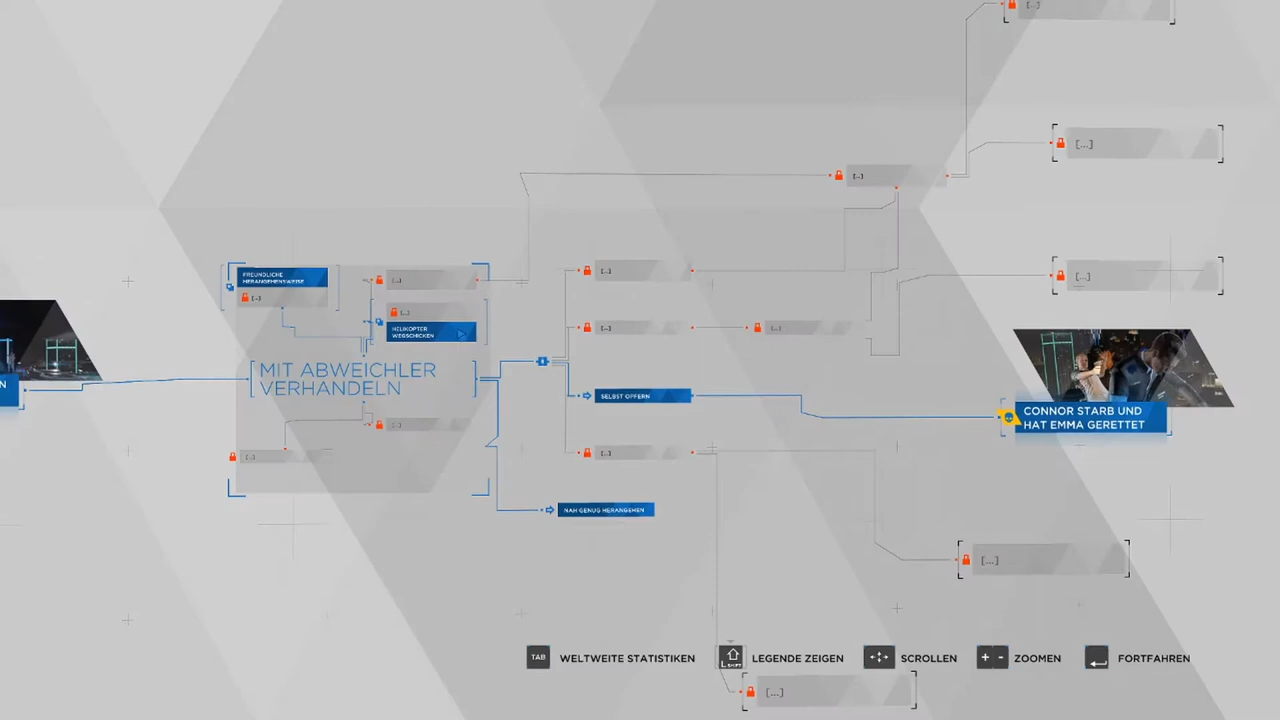 [...]
[...]
[...]
[...]
FREUNDLICHE
HERANGEHENSWEISE
[...]
[...]
[...]
HELIKOPTER
WEGSCHICKEN
[...]
[...]
[...]
N
MIT ABWEICHLER
VERHANDELN
SELBST OPFERN
CONNOR STARB UND
HAT EMMA GERETTET
[...]
[...]
[...]
NAH GENUG HERANGEHEN
[...]
TAB WELTWEITE STATISTIKEN
L SHIFT LEGENDE ZEIGEN
SCROLLEN
+ - ZOOMEN
FORTFAHREN
[...]